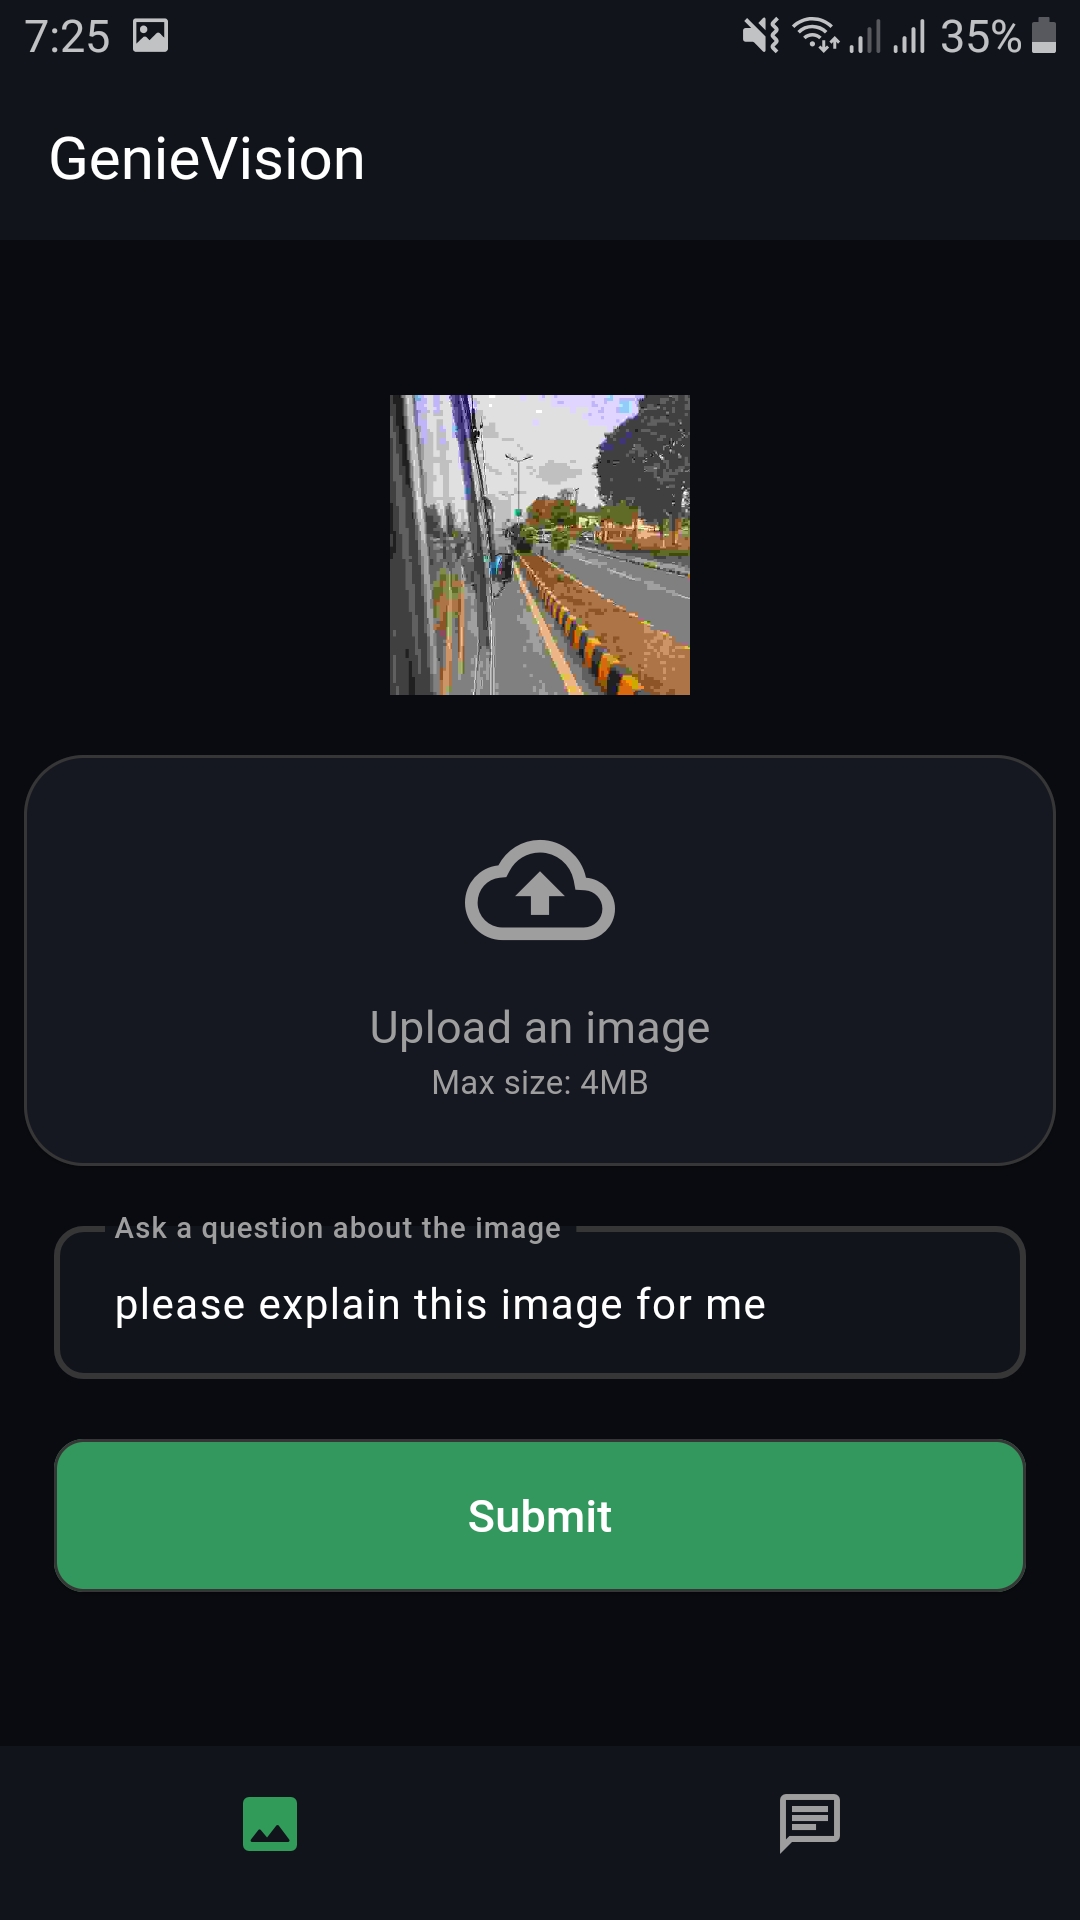 7:25
35%
GenieVision
Upload an image
Max size: 4MB
Ask a question about the image
please explain this image for me
Submit